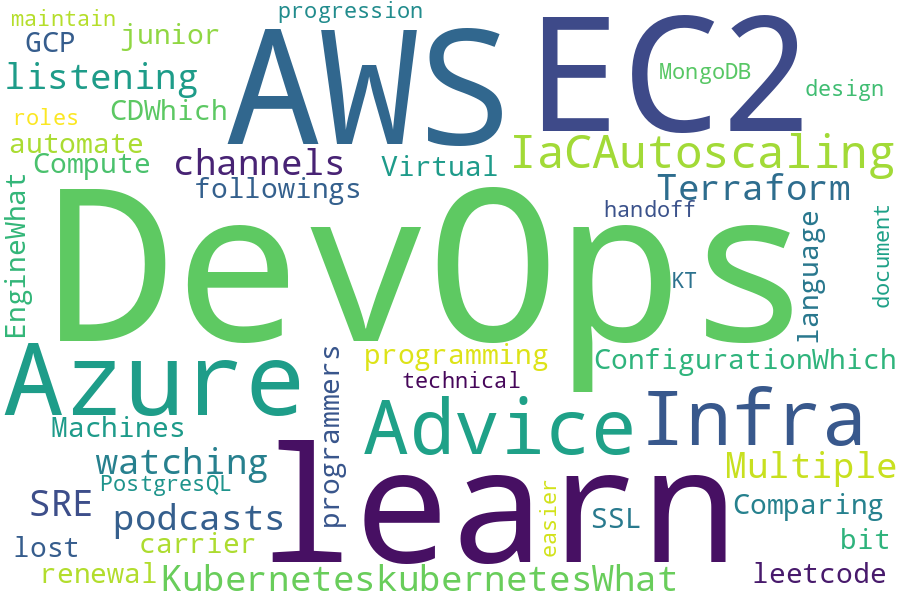 progression
maintain
GCP
junior
AWS
EC2
MongoDB
listening
design
CDWhich
roles
automate
Compute
channels
Virtual
IaCAutoscaling
followings
Terraform
EngineWhat
handoff
language
document
DevOps
KT
Azure
programmers
programming
ConfigurationWhich
technical
Machines
Advice
Infra
watching
Multiple
PostgresQL
learn
SRE
podcasts
easier
SSL
Comparing
lost
carrier
bit
renewal
KuberneteskubernetesWhat
leetcode